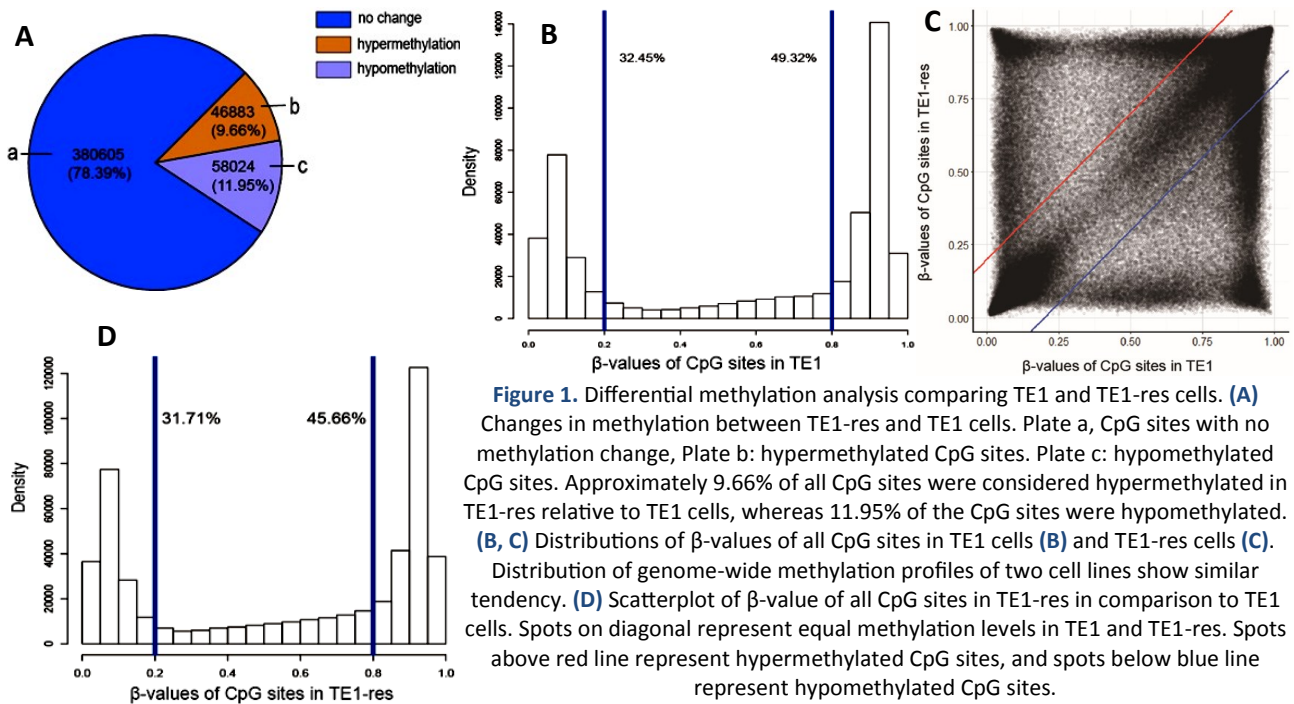 A
no change
hypermethylation
hypomethylation
a
b
c
380605
(78.39%)
46883
(9.66%)
58024
(11.95%)
B
32.45%
49.32%
Density
140000
120000
100000
80000
60000
40000
20000
0
0.0 0.2 0.4 0.6 0.8 1.0
β-values of CpG sites in TE1
C
β-values of CpG sites in TE1-res
1.00
0.75
0.50
0.25
0.00
0.00 0.25 0.50 0.75 1.00
β-values of CpG sites in TE1
D
31.71%
45.66%
Density
120000
100000
80000
60000
40000
20000
0
0.0 0.2 0.4 0.6 0.8 1.0
β-values of CpG sites in TE1-res
Figure 1. Differential methylation analysis comparing TE1 and TE1-res cells. (A)
Changes in methylation between TE1-res and TE1 cells. Plate a, CpG sites with no
methylation change, Plate b: hypermethylated CpG sites. Plate c: hypomethylated
CpG sites. Approximately 9.66% of all CpG sites were considered hypermethylated in
TE1-res relative to TE1 cells, whereas 11.95% of the CpG sites were hypomethylated.
(B, C) Distributions of β-values of all CpG sites in TE1 cells (B) and TE1-res cells (C).
Distribution of genome-wide methylation profiles of two cell lines show similar
tendency. (D) Scatterplot of β-value of all CpG sites in TE1-res in comparison to TE1
cells. Spots on diagonal represent equal methylation levels in TE1 and TE1-res. Spots
above red line represent hypermethylated CpG sites, and spots below blue line
represent hypomethylated CpG sites.